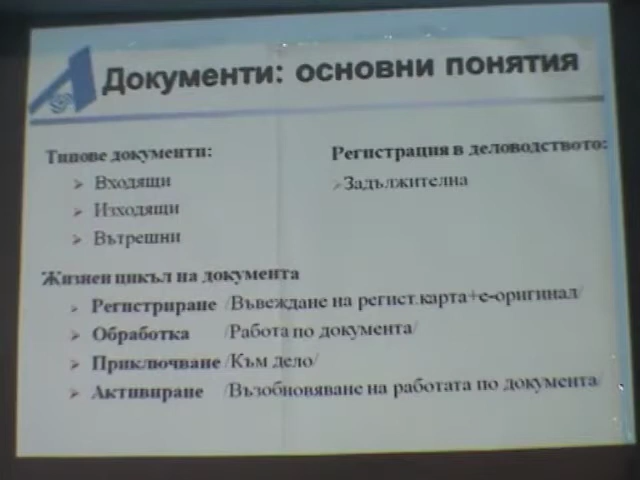 Документи: основни понятия
Типове документи:
Входящи
Изходящи
Вътрешни
Регистрация в деловодството:
Задължителна
Жизнен цикъл на документа
Регистриране /Въвеждане на регист.карта+е-оригинал/
Обработка /Работа по документа/
Приключване /Към дело/
Активиране /Възобновяване на работата по документа/